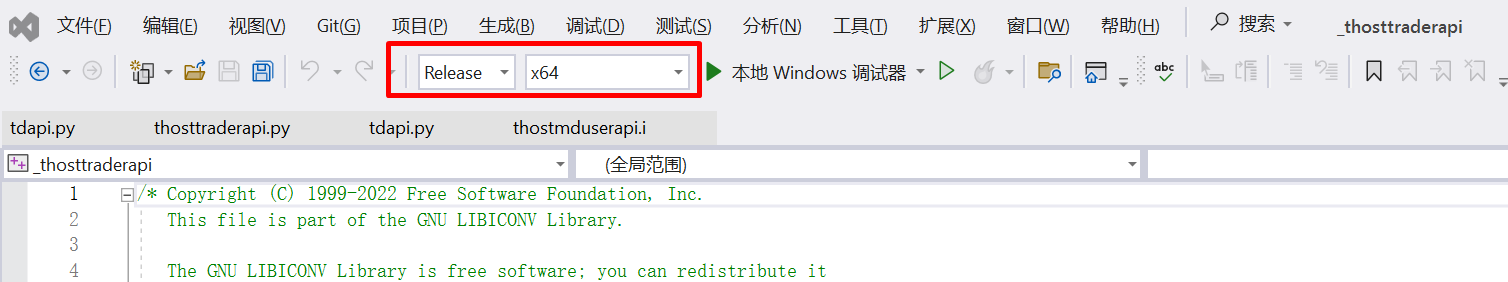 文件(F) 编辑(E) 视图(V) Git(G) 项目(P) 生成(B) 调试(D) 测试(S) 分析(N) 工具(T) 扩展(X) 窗口(W) 帮助(H) 搜索 _thosttraderapi
Release x64 本地 Windows 调试器 abc
tdapi.py thosttraderapi.py tdapi.py thostmduserapi.i
_thosttraderapi (全局范围)
1 /* Copyright (C) 1999-2022 Free Software Foundation, Inc.
2 This file is part of the GNU LIBICONV Library.
3
4 The GNU LIBICONV Library is free software; you can redistribute it